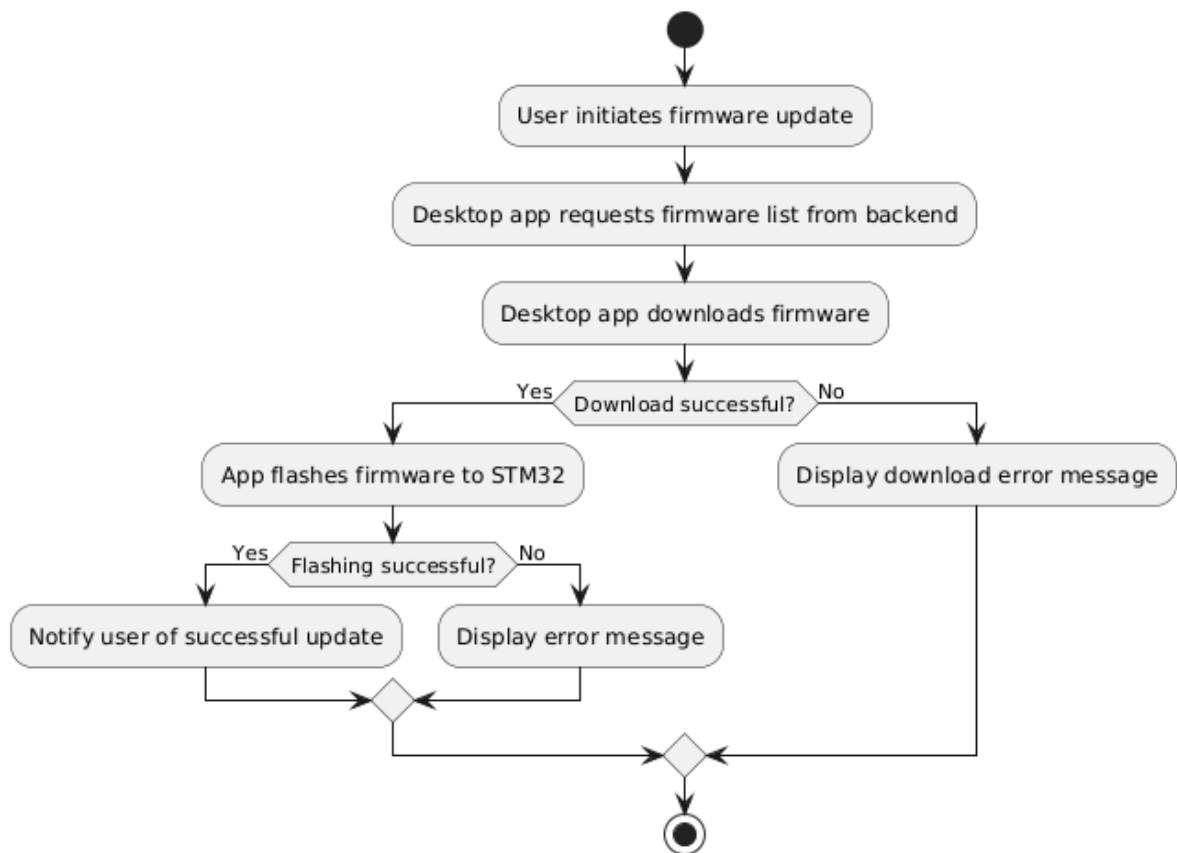 User initiates firmware update
Desktop app requests firmware list from backend
Desktop app downloads firmware
Yes
Download successful?
No
App flashes firmware to STM32
Display download error message
Yes
Flashing successful?
No
Notify user of successful update
Display error message